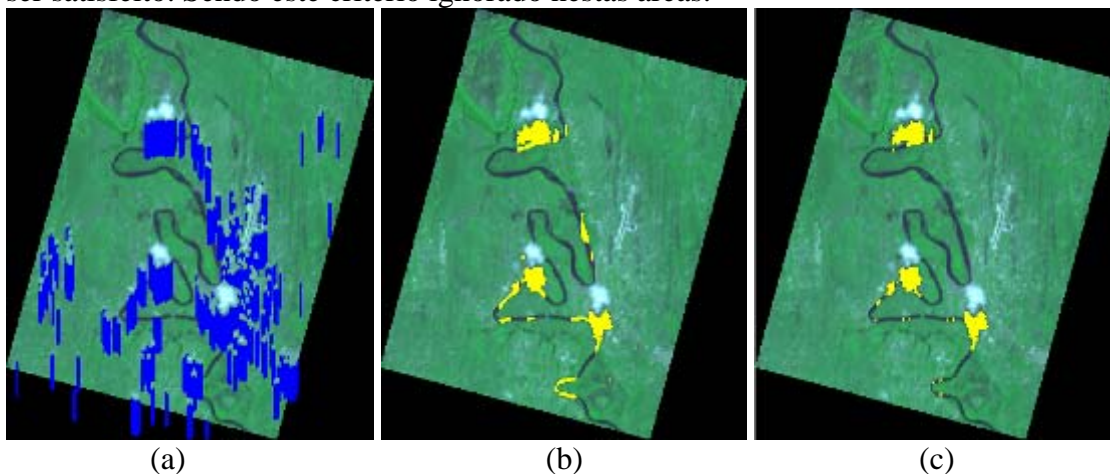 ser satisfeito. Sendo este critério ignorado nestas áreas.
(a) (b) (c)